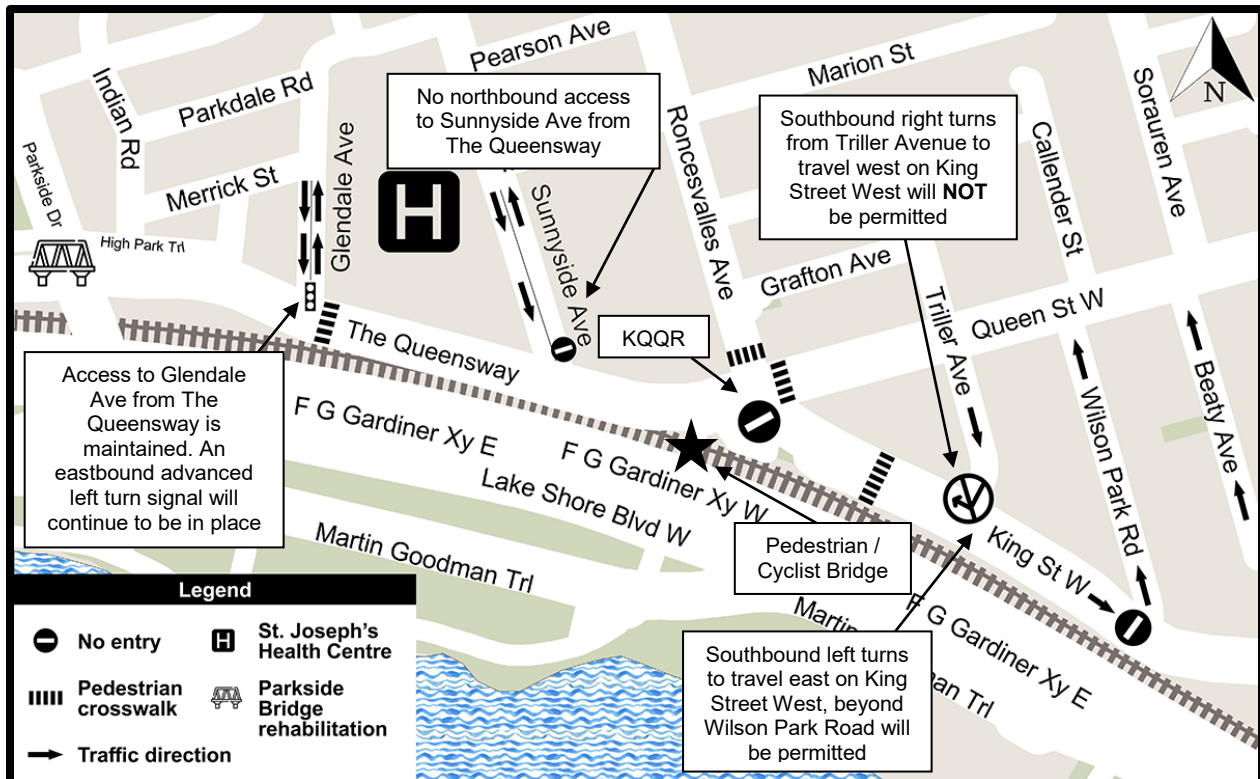 Pearson Ave
Marion St
Indian Rd
Parkdale Rd
Merrick St
Glendale Ave
Parkside Dr
High Park Trl
H
No northbound access
to Sunnyside Ave from
The Queensway
Sunnyside Ave
Roncesvalles Ave
Southbound right turns
from Triller Avenue to
travel west on King
Street West will NOT
be permitted
Callender St
Sorauren Ave
N
Grafton Ave
Triller Ave
Queen St W
Wilson Park Rd
Beaty Ave
KQQR
The Queensway
Access to Glendale
Ave from The
Queensway is
maintained. An
eastbound advanced
left turn signal will
continue to be in place
F G Gardiner Xy E
F G Gardiner Xy W
Lake Shore Blvd W
Martin Goodman Trl
Pedestrian /
Cyclist Bridge
King St W
F G Gardiner Xy E
Martin
man Trl
Southbound left turns
to travel east on King
Street West, beyond
Wilson Park Road will
be permitted
Legend
No entry
H
St. Joseph's
Health Centre
Pedestrian
crosswalk
Parkside
Bridge
rehabilitation
Traffic direction